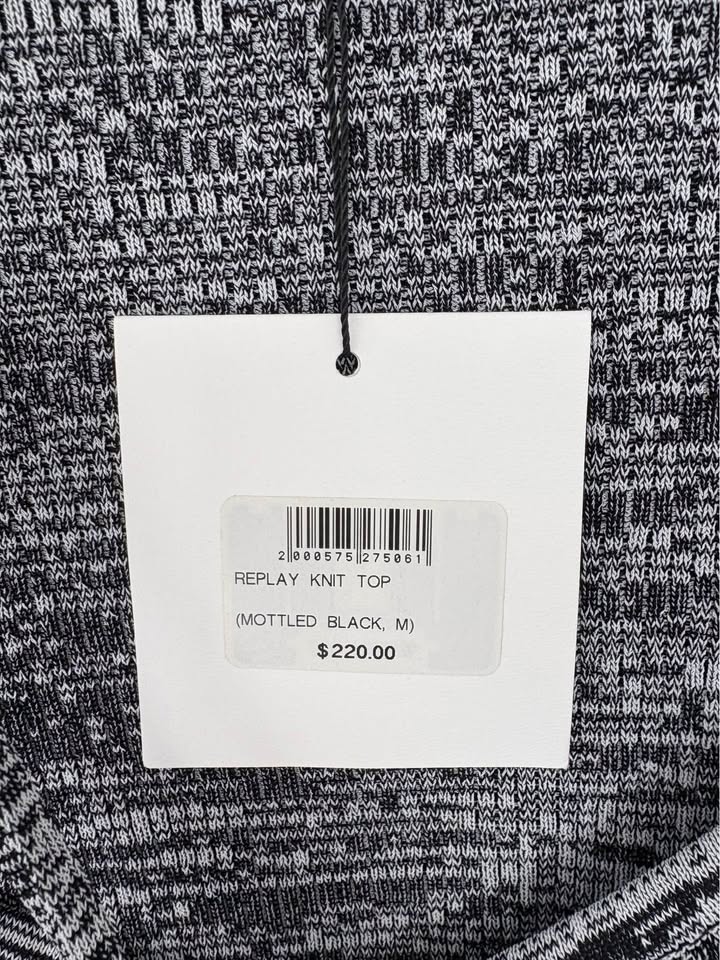 2 000575 275061
REPLAY KNIT TOP
(MOTTLED BLACK, M)
$220.00